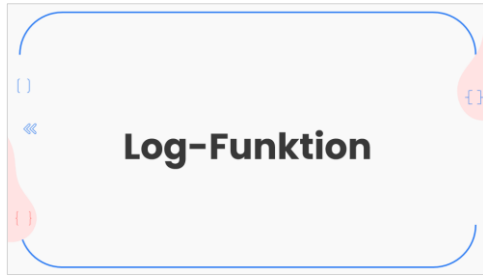 [ ]
{ }
«
Log-Funktion
[ ]